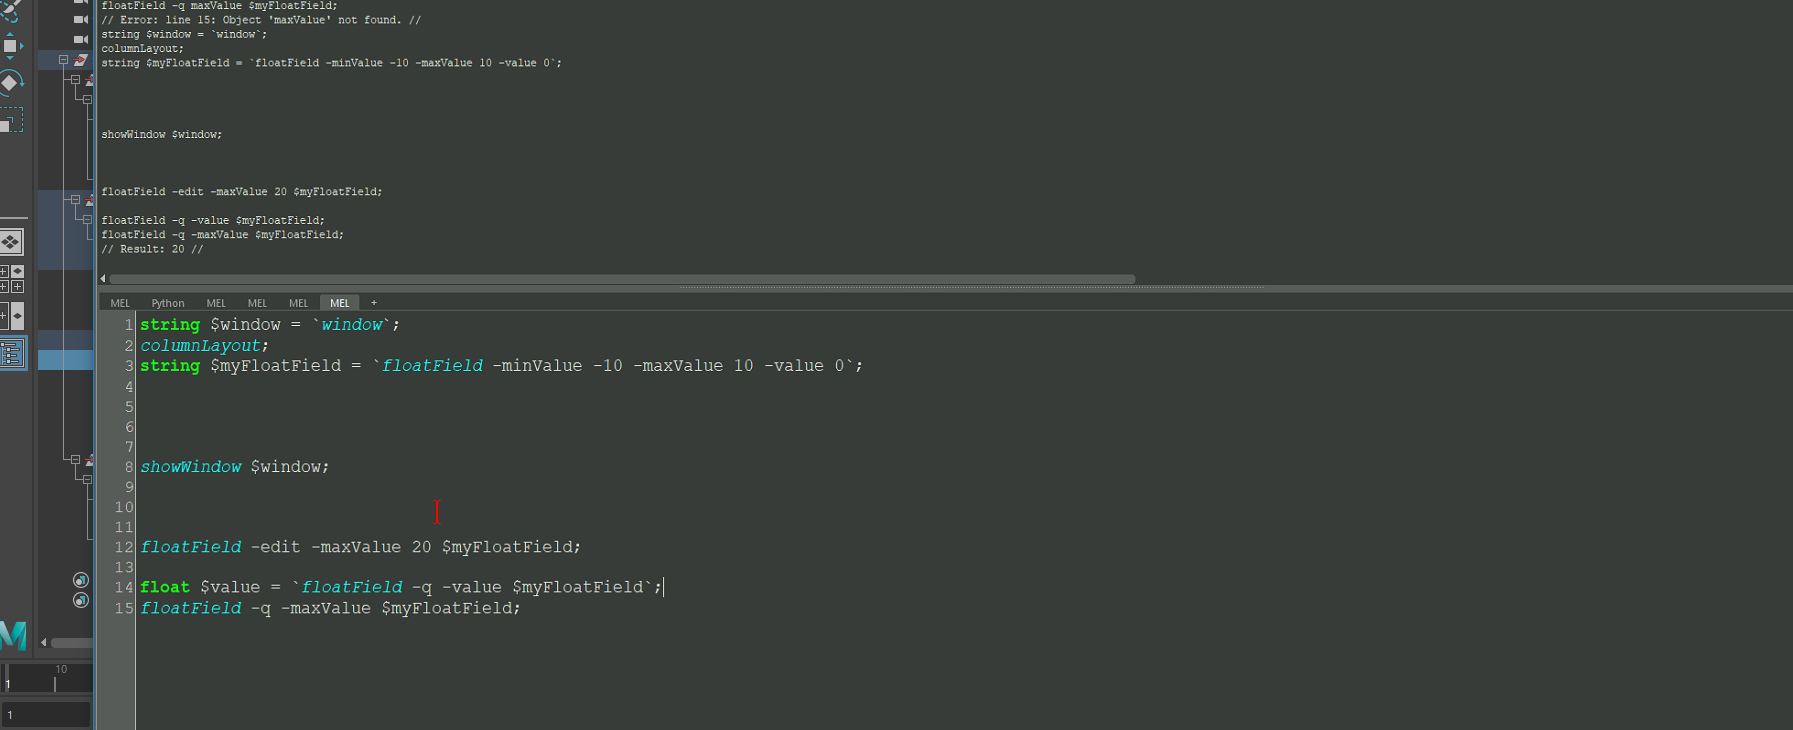 floatField -q maxValue $myFloatField;
// Error: line 15: Object 'maxValue' not found. //
string $window = `window`;
columnLayout;
string $myFloatField = `floatField -minValue -10 -maxValue 10 -value 0`;
showWindow $window;
floatField -edit -maxValue 20 $myFloatField;
floatField -q -value $myFloatField;
floatField -q -maxValue $myFloatField;
// Result: 20 //
MEL Python MEL MEL MEL MEL +
1 string $window = `window`;
2 columnLayout;
3 string $myFloatField = `floatField -minValue -10 -maxValue 10 -value 0`;
4
5
6
7
8 showWindow $window;
9
10
11
12 floatField -edit -maxValue 20 $myFloatField;
13
14 float $value = `floatField -q -value $myFloatField`;
15 floatField -q -maxValue $myFloatField;
M
10
1
1